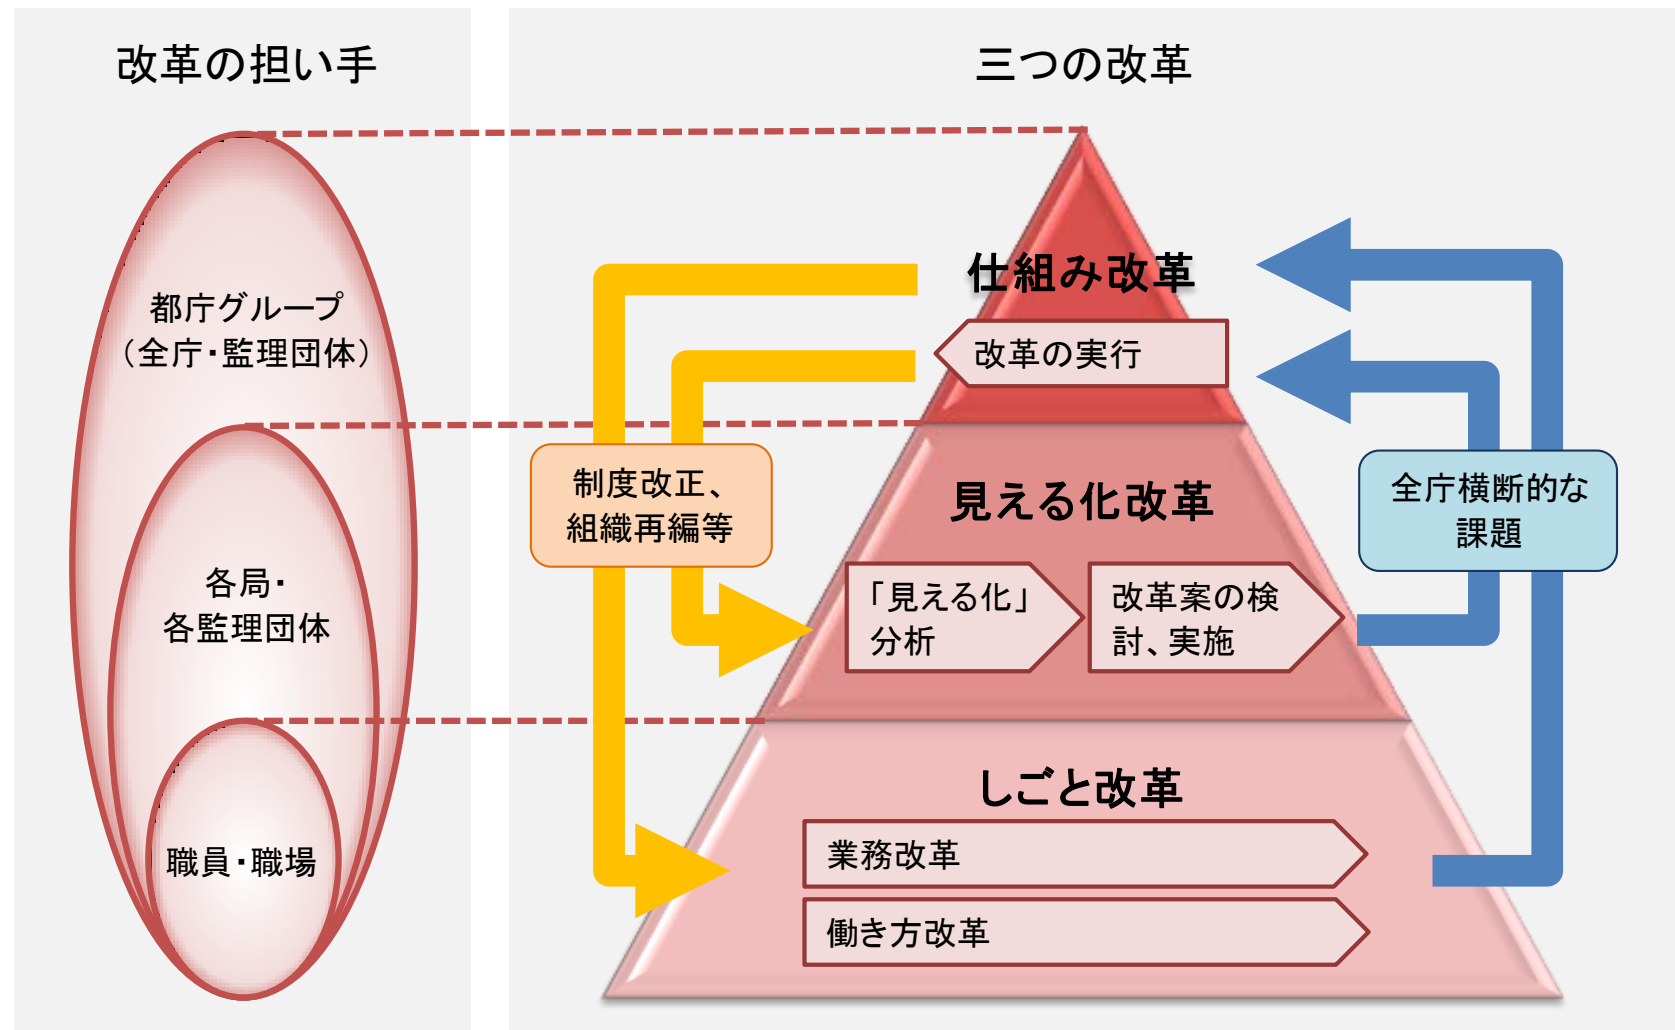 改革の担い手
三つの改革
都庁グループ
（全庁・監理団体）
各局・
各監理団体
職員・職場
仕組み改革
改革の実行
制度改正、
組織再編等
見える化改革
「見える化」
分析
改革案の検
討、実施
全庁横断的な
課題
しごと改革
業務改革
働き方改革